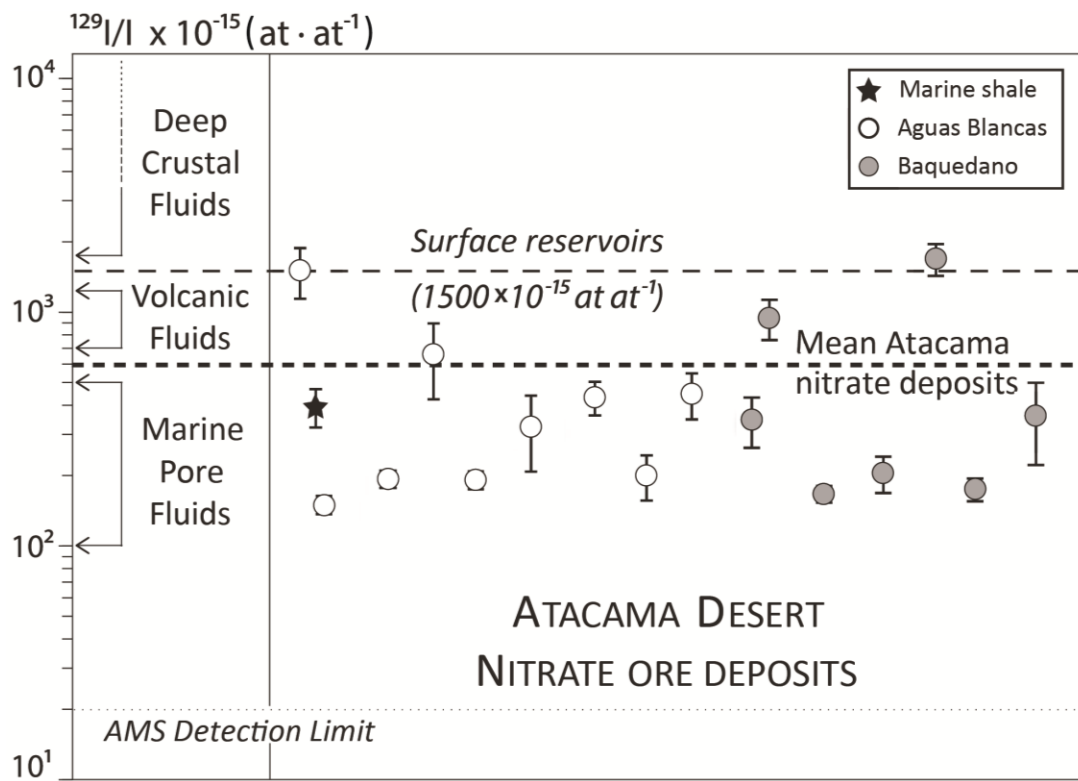 ¹²⁹I/I x 10⁻¹⁵(at · at⁻¹)
10⁴
10³
10²
10¹
Deep
Crustal
Fluids
Volcanic
Fluids
Marine
Pore
Fluids
Marine shale
Aguas Blancas
Baquedano
Surface reservoirs
(1500×10⁻¹⁵ at at⁻¹)
Mean Atacama
nitrate deposits
ATACAMA DESERT
NITRATE ORE DEPOSITS
AMS Detection Limit